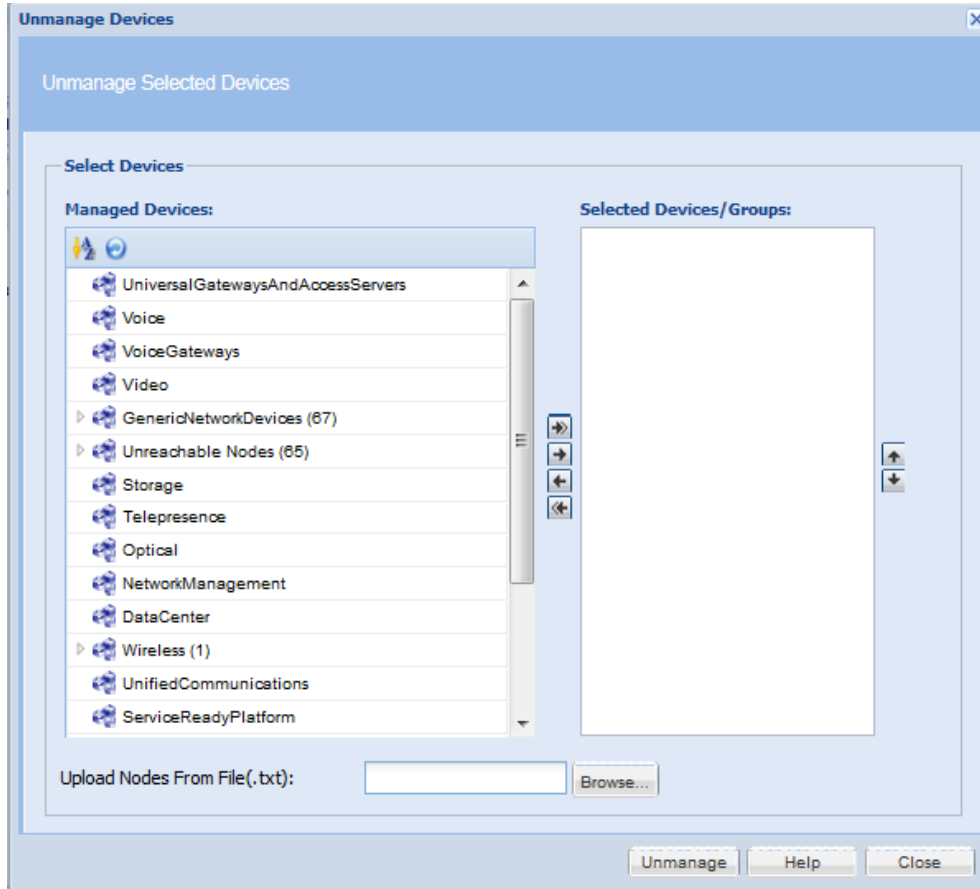 Unmanage Devices
Unmanage Selected Devices
Select Devices
Managed Devices:
Selected Devices/Groups:
UniversalGatewaysAndAccessServers
Voice
VoiceGateways
Video
GenericNetworkDevices (67)
Unreachable Nodes (65)
Storage
Telepresence
Optical
NetworkManagement
DataCenter
Wireless (1)
UnifiedCommunications
ServiceReadyPlatform
Upload Nodes From File(.txt):
Browse...
Unmanage
Help
Close